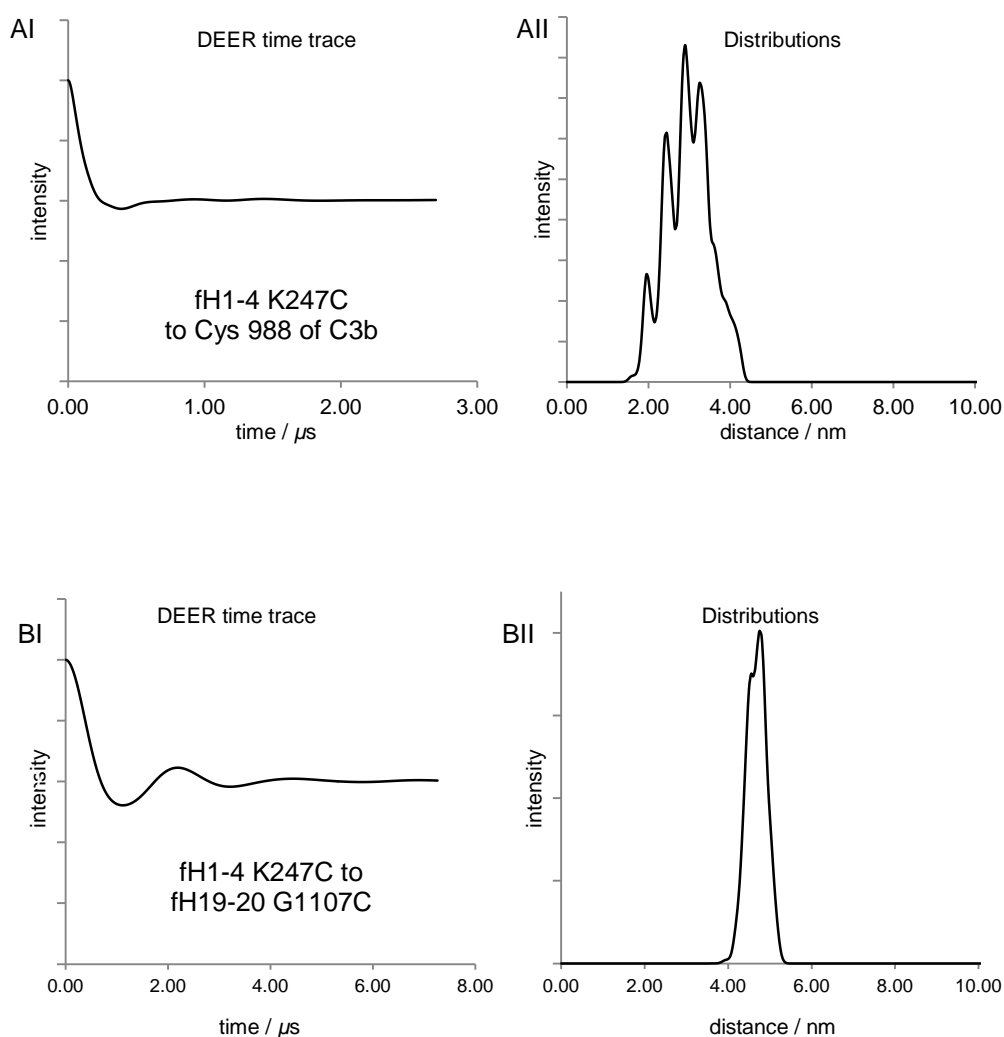 AI
DEER time trace
intensity
fH1-4 K247C
to Cys 988 of C3b
0.00 1.00 2.00 3.00
time / µs
AII
Distributions
intensity
0.00 2.00 4.00 6.00 8.00 10.00
distance / nm
BI
DEER time trace
intensity
fH1-4 K247C to
fH19-20 G1107C
0.00 2.00 4.00 6.00 8.00
time / µs
BII
Distributions
intensity
0.00 2.00 4.00 6.00 8.00 10.00
distance / nm